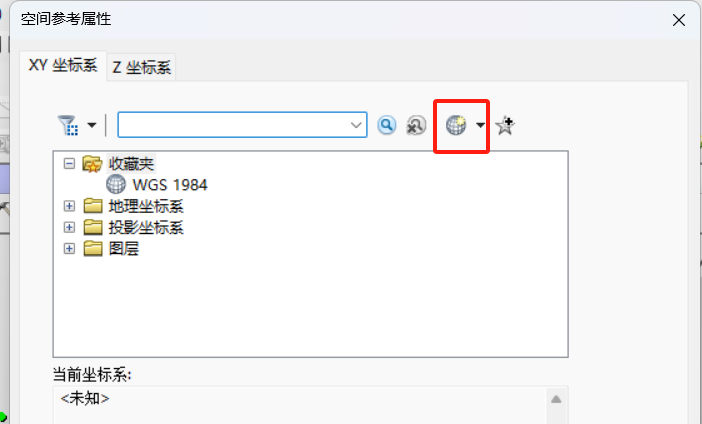 空间参考属性
XY 坐标系
Z 坐标系
收藏夹
WGS 1984
地理坐标系
投影坐标系
图层
当前坐标系:
<未知>